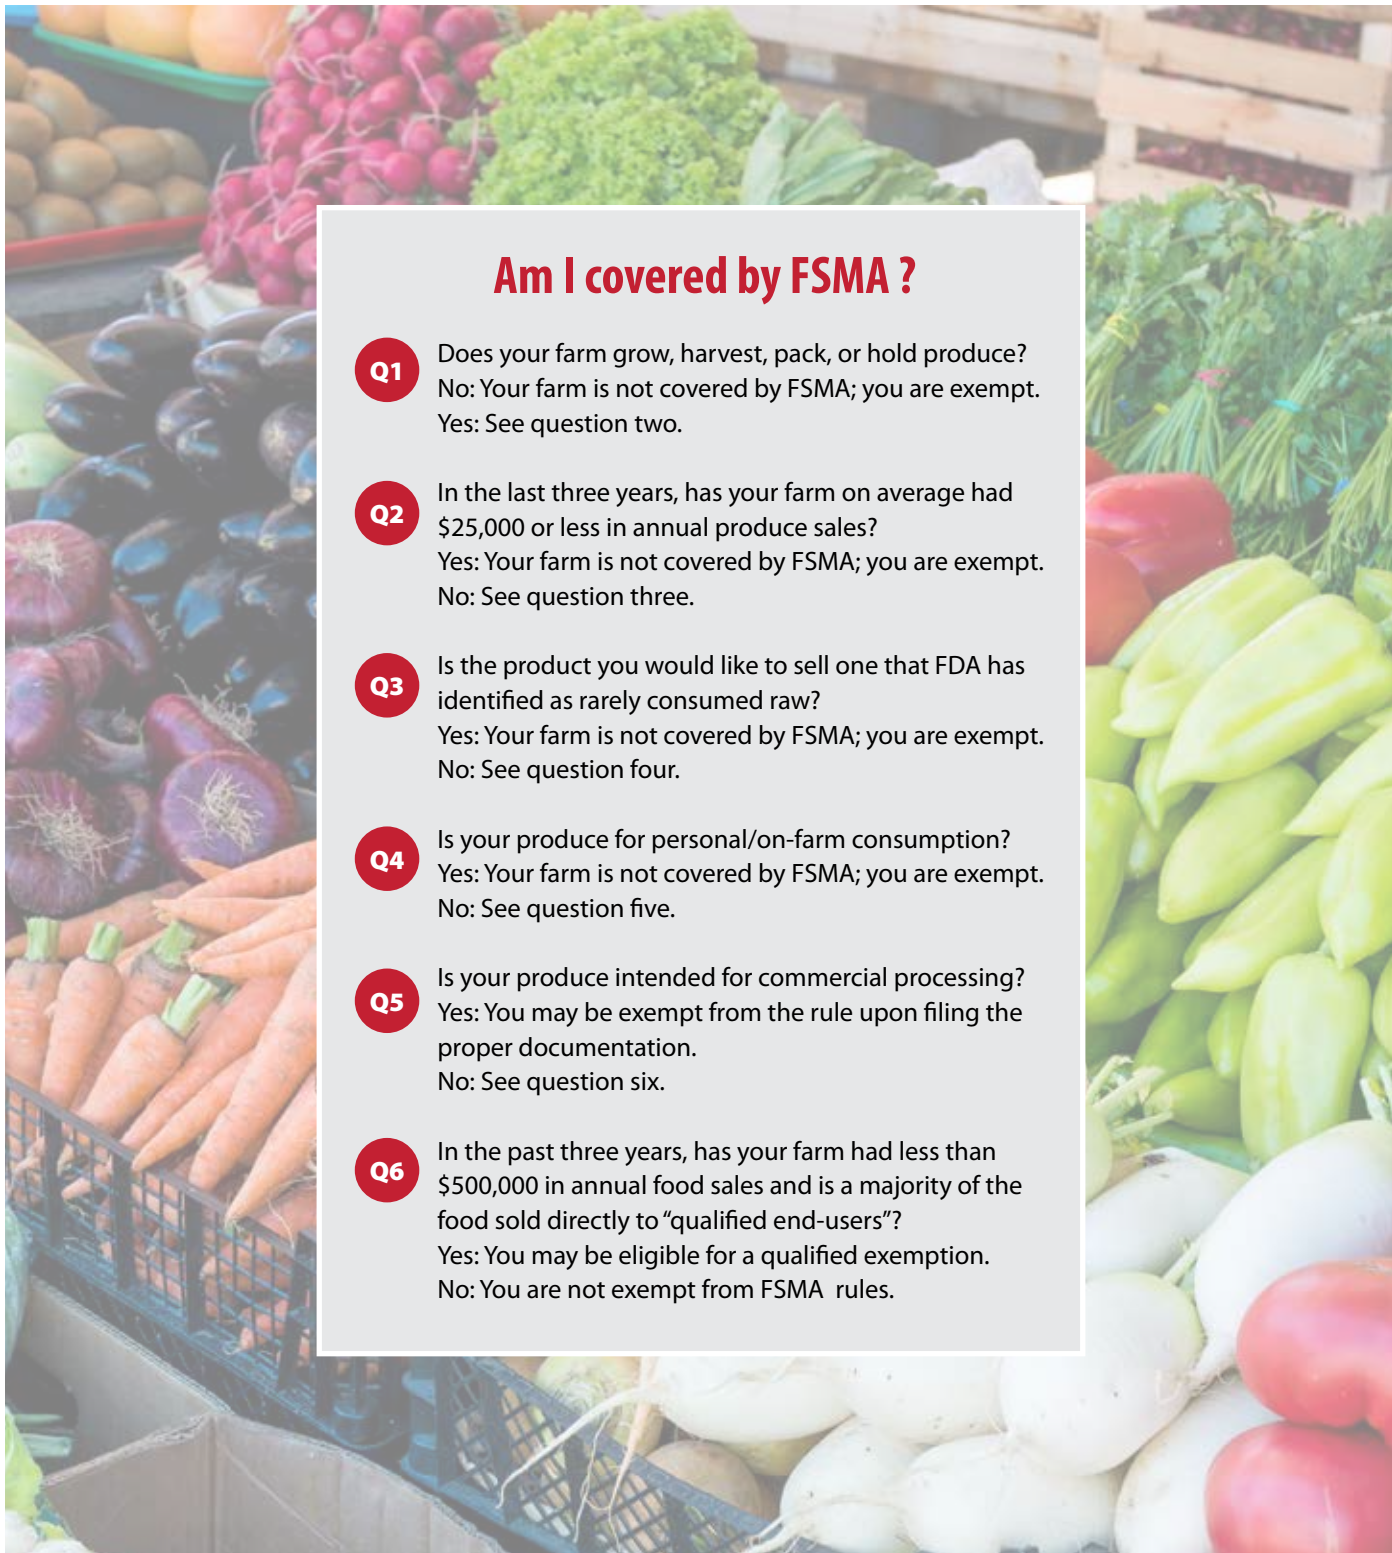 Am I covered by FSMA ?
Q1
Does your farm grow, harvest, pack, or hold produce?
No: Your farm is not covered by FSMA; you are exempt.
Yes: See question two.
Q2
In the last three years, has your farm on average had
$25,000 or less in annual produce sales?
Yes: Your farm is not covered by FSMA; you are exempt.
No: See question three.
Q3
Is the product you would like to sell one that FDA has
identified as rarely consumed raw?
Yes: Your farm is not covered by FSMA; you are exempt.
No: See question four.
Q4
Is your produce for personal/on-farm consumption?
Yes: Your farm is not covered by FSMA; you are exempt.
No: See question five.
Q5
Is your produce intended for commercial processing?
Yes: You may be exempt from the rule upon filing the
proper documentation.
No: See question six.
Q6
In the past three years, has your farm had less than
$500,000 in annual food sales and is a majority of the
food sold directly to “qualified end-users”?
Yes: You may be eligible for a qualified exemption.
No: You are not exempt from FSMA  rules.